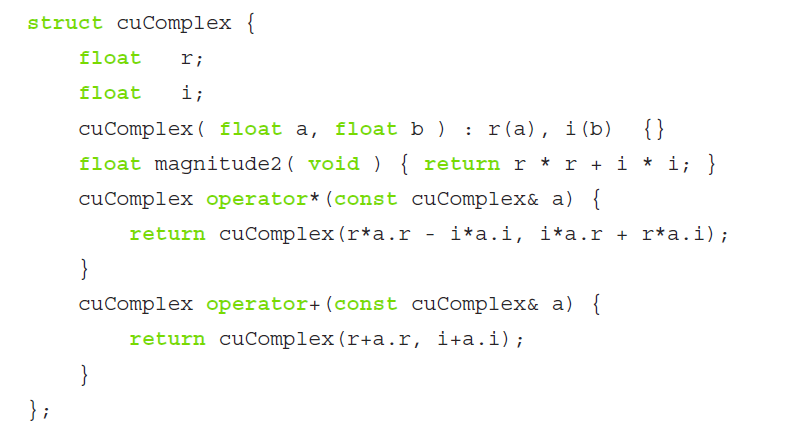 struct cuComplex {
    float   r;
    float   i;
    cuComplex( float a, float b ) : r(a), i(b)  {}
    float magnitude2( void ) { return r * r + i * i; }
    cuComplex operator*(const cuComplex& a) {
        return cuComplex(r*a.r - i*a.i, i*a.r + r*a.i);
    }
    cuComplex operator+(const cuComplex& a) {
        return cuComplex(r+a.r, i+a.i);
    }
};